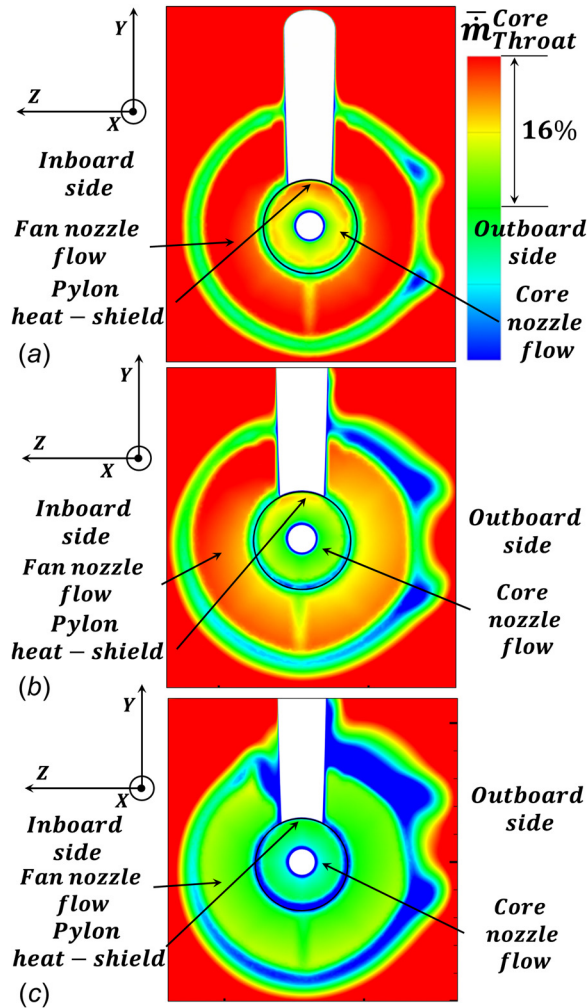 Y
Z
X
Inboard
side
Fan nozzle
flow
Pylon
heat−shield
(a)
ṁ̅ Core
Throat
16%
Outboard
side
Core
nozzle
flow
Y
Z
X
Inboard
side
Fan nozzle
flow
Pylon
heat−shield
(b)
Outboard
side
Core
nozzle
flow
Y
Z
X
Inboard
side
Fan nozzle
flow
Pylon
heat−shield
(c)
Outboard
side
Core
nozzle
flow